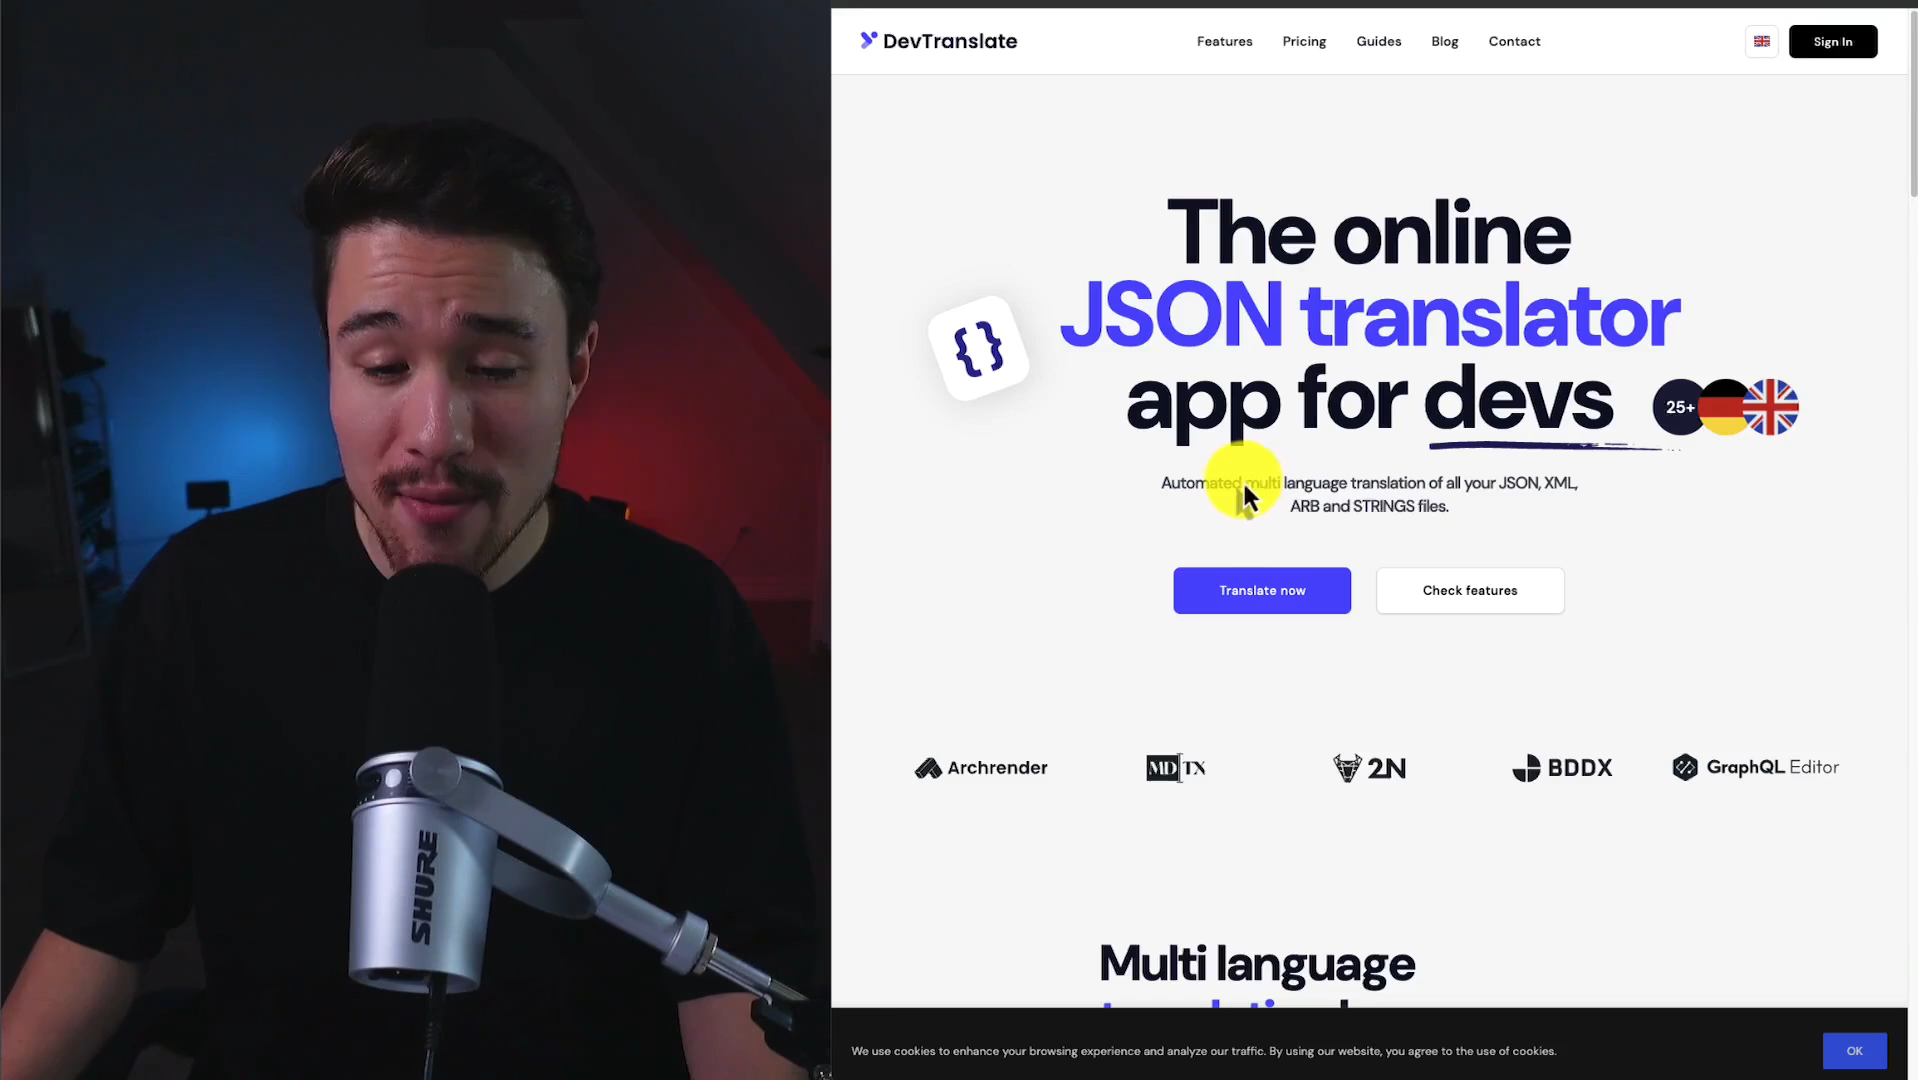 DevTranslate
Features
Pricing
Guides
Blog
Contact
Sign In
The online
JSON translator
app for devs
25+
Automated multi language translation of all your JSON, XML,
ARB and STRINGS files.
Translate now
Check features
Archrender
MD TX
2N
BDDX
GraphQL Editor
Multi language
SHURE
We use cookies to enhance your browsing experience and analyze our traffic. By using our website, you agree to the use of cookies.
OK